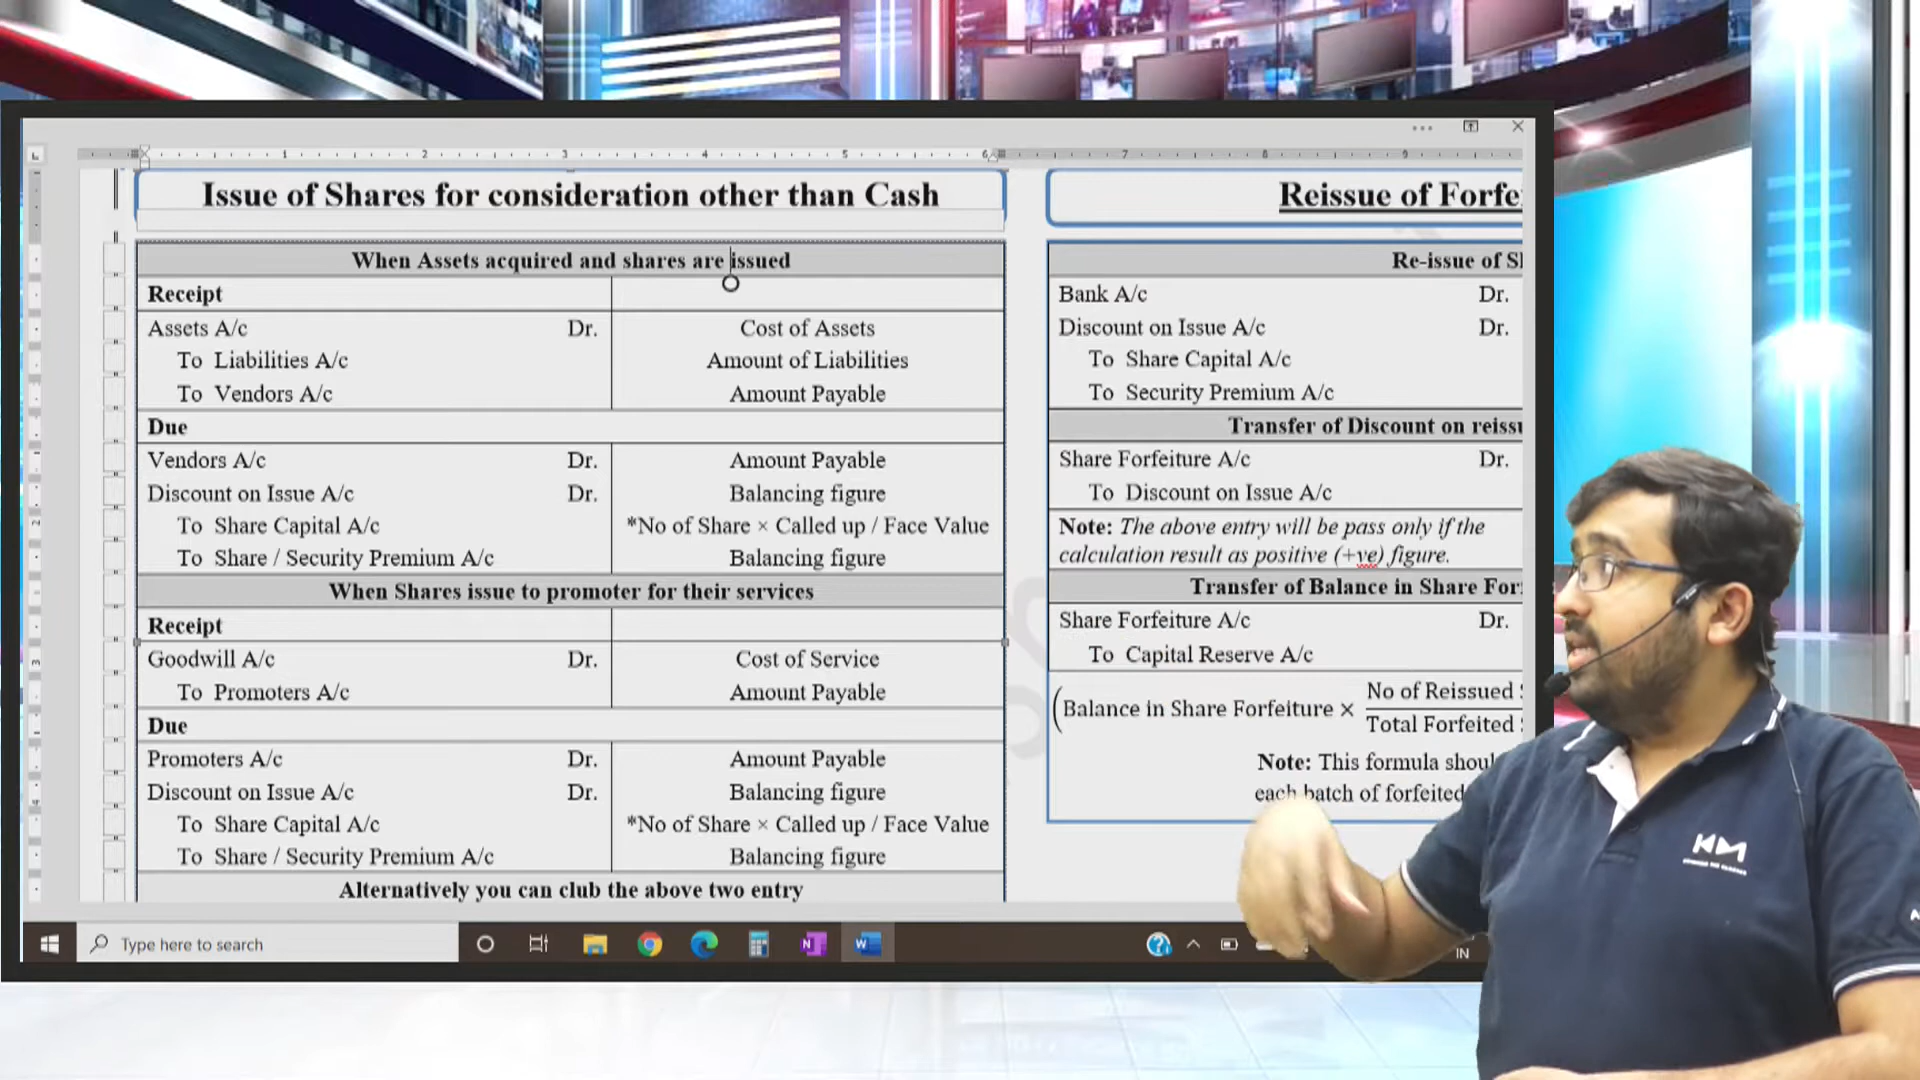 Issue of Shares for consideration other than Cash
When Assets acquired and shares are issued
Receipt
Assets A/c Dr. Cost of Assets
To Liabilities A/c Amount of Liabilities
To Vendors A/c Amount Payable
Due
Vendors A/c Dr. Amount Payable
Discount on Issue A/c Dr. Balancing figure
To Share Capital A/c *No of Share × Called up / Face Value
To Share / Security Premium A/c Balancing figure
When Shares issue to promoter for their services
Receipt
Goodwill A/c Dr. Cost of Service
To Promoters A/c Amount Payable
Due
Promoters A/c Dr. Amount Payable
Discount on Issue A/c Dr. Balancing figure
To Share Capital A/c *No of Share × Called up / Face Value
To Share / Security Premium A/c Balancing figure
Alternatively you can club the above two entry
Reissue of
Re-issue of
Bank A/c Dr.
Discount on Issue A/c Dr.
To Share Capital A/c
To Security Premium A/c
Transfer of Discount on
Share Forfeiture A/c Dr.
To Discount on Issue A/c
Note: The above entry will be pass only if the
calculation result as positive (+ve) figure.
Transfer of Balance in Share
Share Forfeiture A/c Dr.
To Capital Reserve A/c
(Balance in Share Forfeiture × No of Reissued
Total Forfeited
Note: This formula
each batch of forfeited
Type here to search
IN
KM